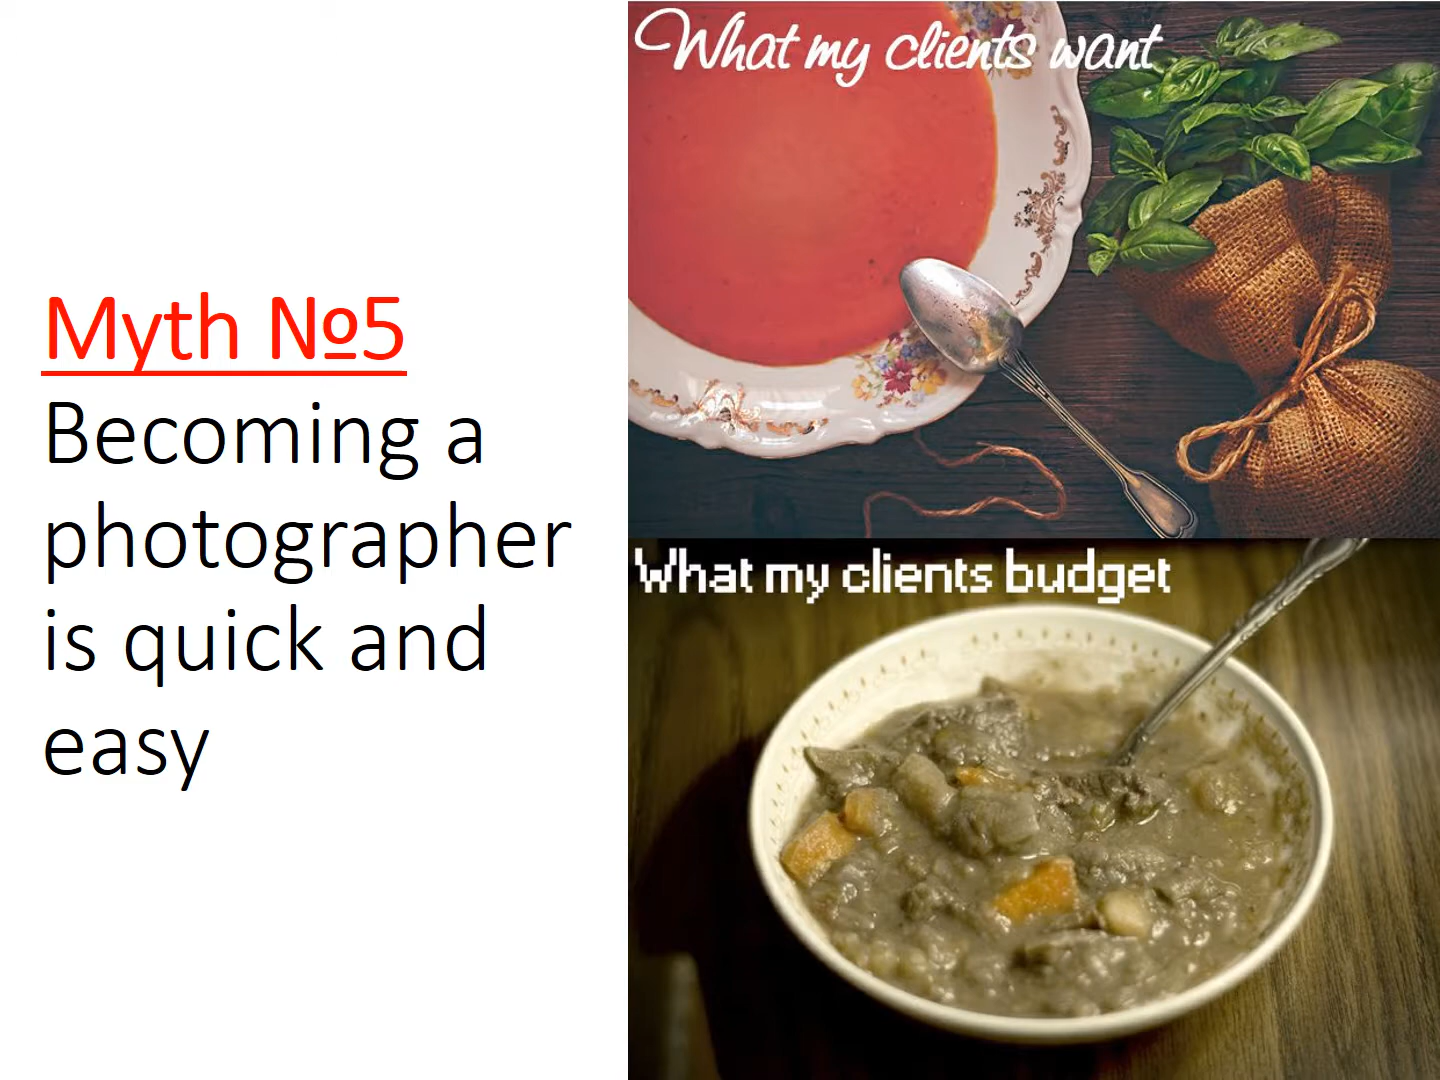 Myth №5
Becoming a
photographer
is quick and
easy
What my clients want
What my clients budget